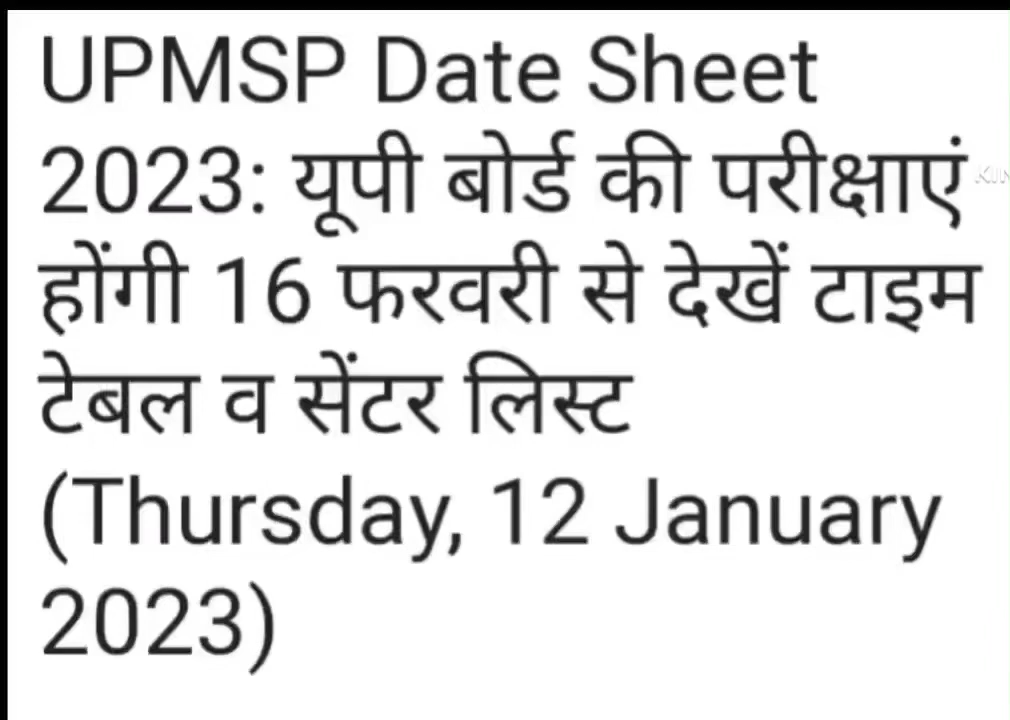 UPMSP Date Sheet
2023: यूपी बोर्ड की परीक्षाएं
होंगी 16 फरवरी से देखें टाइम
टेबल व सेंटर लिस्ट
(Thursday, 12 January
2023)